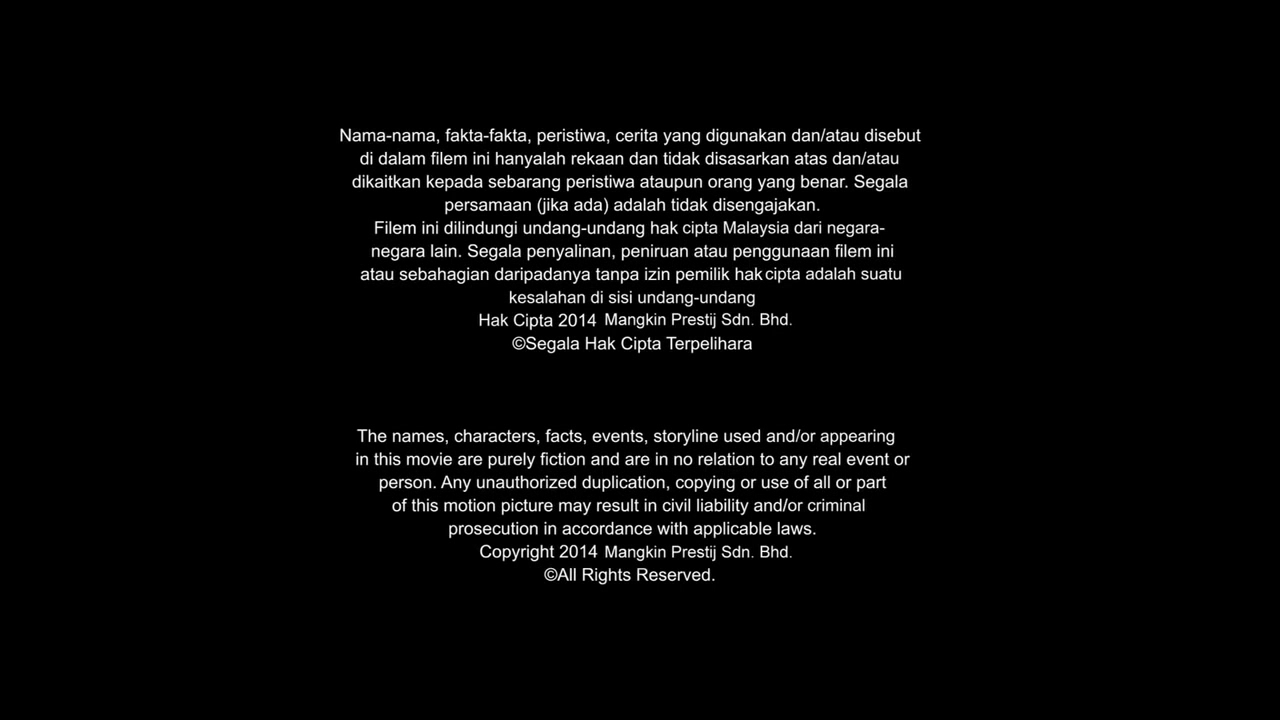 Nama-nama, fakta-fakta, peristiwa, cerita yang digunakan dan/atau disebut
di dalam filem ini hanyalah rekaan dan tidak disasarkan atas dan/atau
dikaitkan kepada sebarang peristiwa ataupun orang yang benar. Segala
persamaan (jika ada) adalah tidak disengajakan.
Filem ini dilindungi undang-undang hak cipta Malaysia dari negara-
negara lain. Segala penyalinan, peniruan atau penggunaan filem ini
atau sebahagian daripadanya tanpa izin pemilik hak cipta adalah suatu
kesalahan di sisi undang-undang
Hak Cipta 2014 Mangkin Prestij Sdn. Bhd.
©Segala Hak Cipta Terpelihara
The names, characters, facts, events, storyline used and/or appearing
in this movie are purely fiction and are in no relation to any real event or
person. Any unauthorized duplication, copying or use of all or part
of this motion picture may result in civil liability and/or criminal
prosecution in accordance with applicable laws.
Copyright 2014 Mangkin Prestij Sdn. Bhd.
©All Rights Reserved.